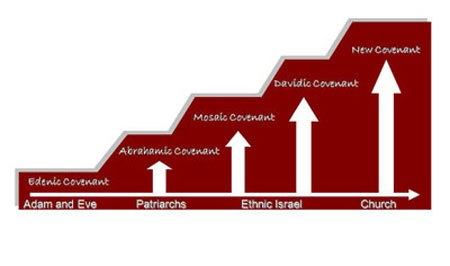 New Covenant
Davidic Covenant
Mosaic Covenant
Abrahamic Covenant
Edenic Covenant
Adam and Eve Patriarchs Ethnic Israel Church